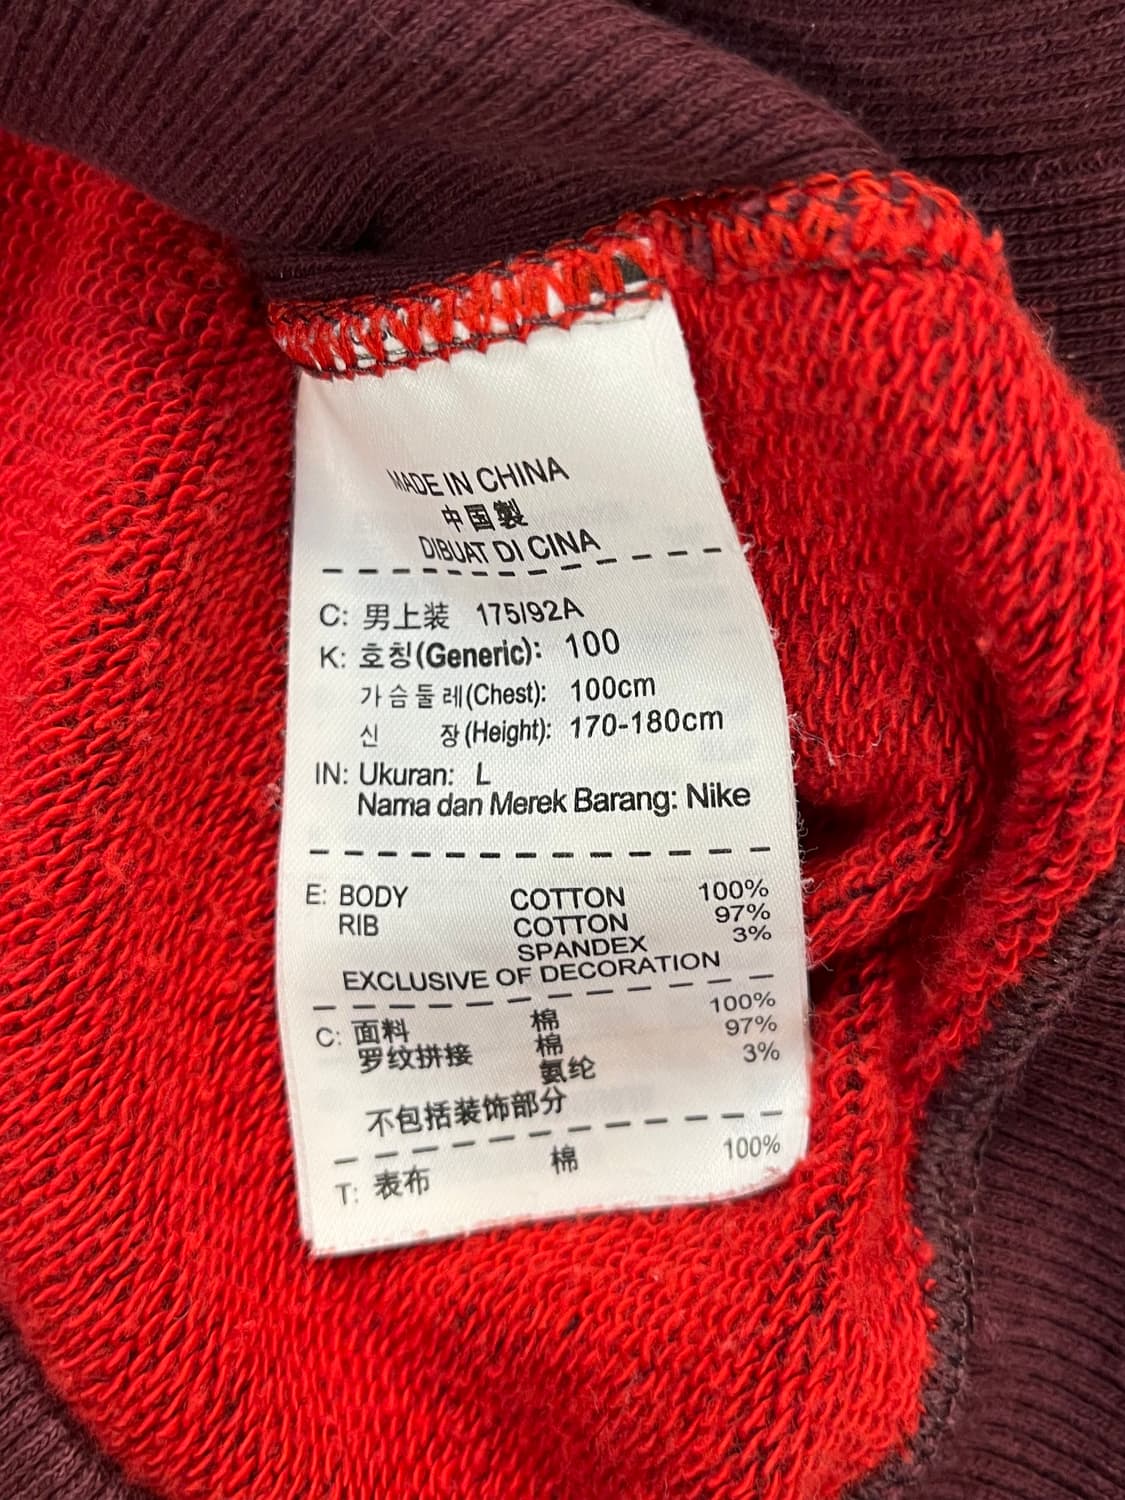 MADE IN CHINA
中国製
DIBUAT DI CINA
C: 男上装 175/92A
K: 호칭(Generic): 100
가슴둘레(Chest): 100cm
신 장(Height): 170-180cm
IN: Ukuran: L
Nama dan Merek Barang: Nike
E: BODY COTTON 100%
RIB COTTON 97%
SPANDEX 3%
EXCLUSIVE OF DECORATION
C: 面料 棉 100%
罗纹拼接 棉 97%
氨纶 3%
不包括装饰部分
T: 表布 棉 100%